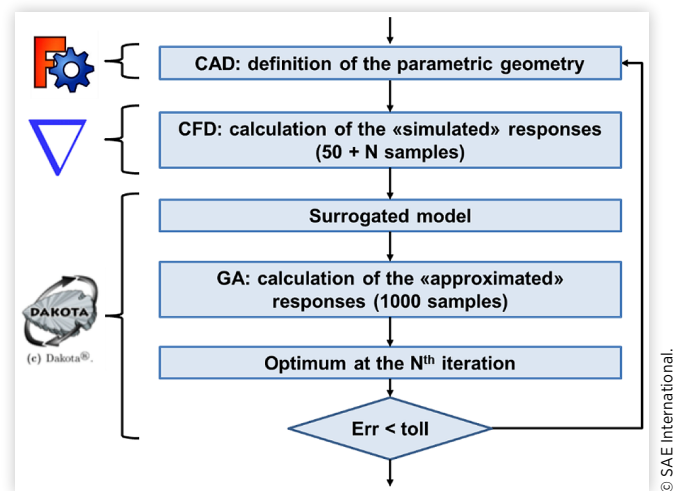 CAD: definition of the parametric geometry
CFD: calculation of the «simulated» responses
(50 + N samples)
Surrogated model
GA: calculation of the «approximated»
responses (1000 samples)
DAKOTA
(c) Dakota®.
Optimum at the Nth iteration
Err < toll
© SAE International.